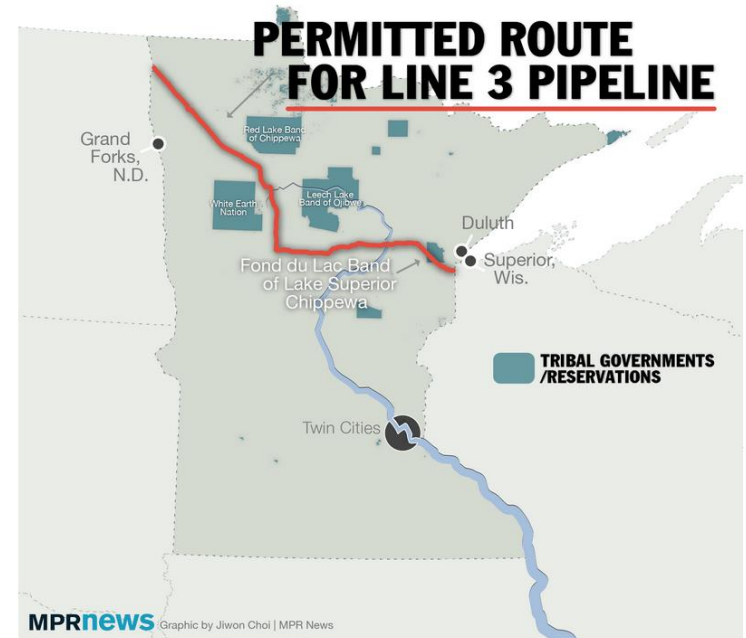 PERMITTED ROUTE
FOR LINE 3 PIPELINE
Grand
Forks,
N.D.
Red Lake Band
of Chippewa
White Earth
Nation
Leech Lake
Band of Ojibwe
Duluth
Superior,
Wis.
Fond du Lac Band
of Lake Superior
Chippewa
TRIBAL GOVERNMENTS
/RESERVATIONS
Twin Cities
MPRnews Graphic by Jiwon Choi | MPR News